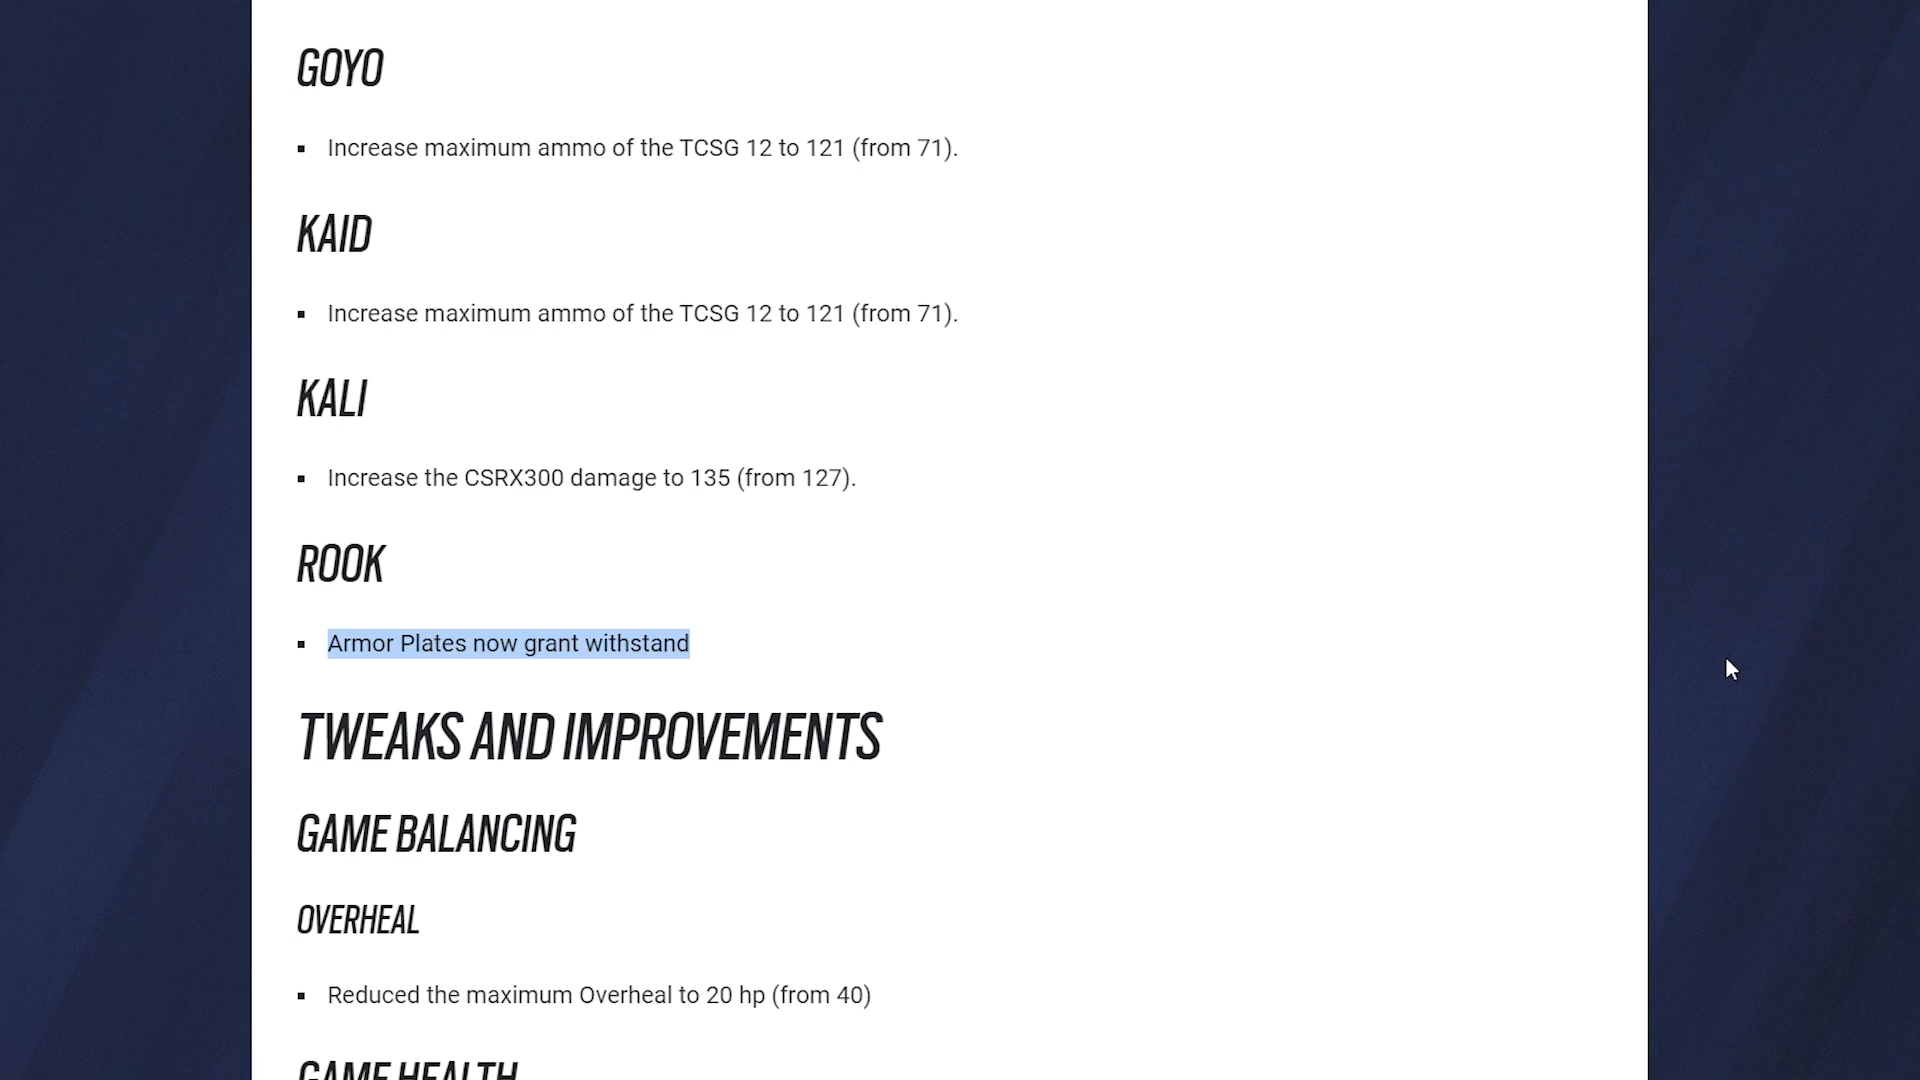 GOYO
Increase maximum ammo of the TCSG 12 to 121 (from 71).
KAID
Increase maximum ammo of the TCSG 12 to 121 (from 71).
KALI
Increase the CSRX300 damage to 135 (from 127).
ROOK
Armor Plates now grant withstand
TWEAKS AND IMPROVEMENTS
GAME BALANCING
OVERHEAL
Reduced the maximum Overheal to 20 hp (from 40)
GAME HEALTH